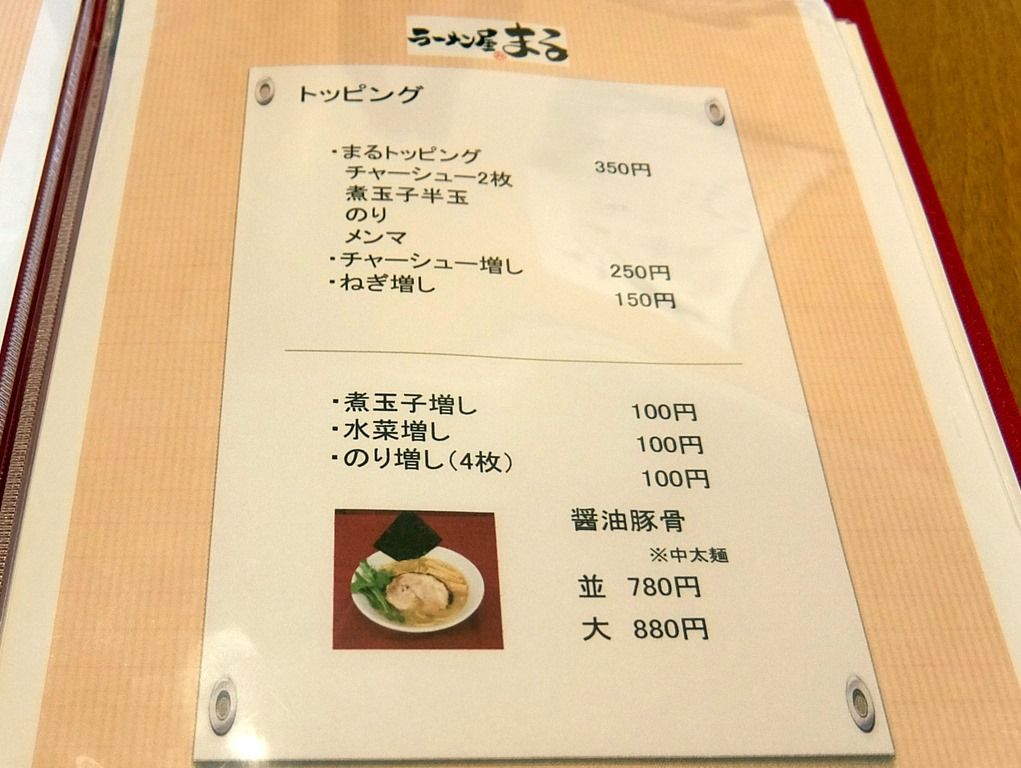 ラーメン屋 まる
トッピング
・まるトッピング 350円
チャーシュー2枚
煮玉子半玉
のり
メンマ
・チャーシュー増し 250円
・ねぎ増し 150円
・煮玉子増し 100円
・水菜増し 100円
・のり増し(4枚) 100円
醤油豚骨
※中太麺
並 780円
大 880円